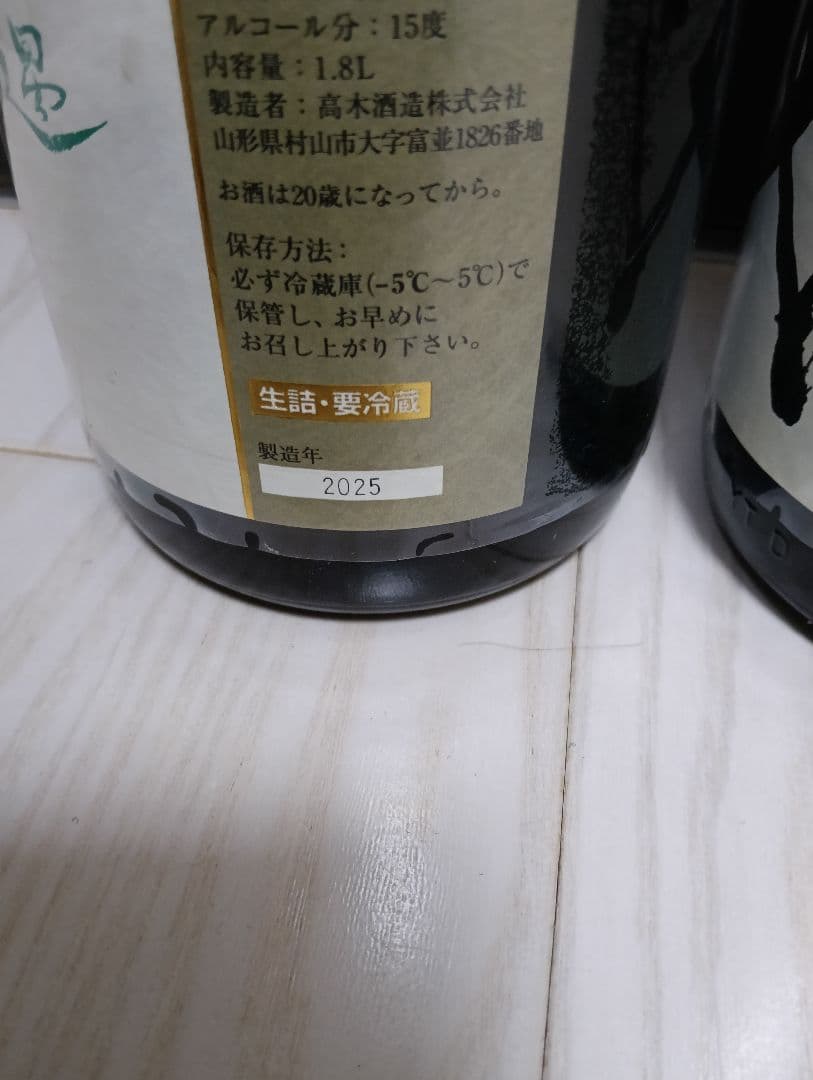 遇
アルコール分：15度
内容量：1.8L
製造者：高木酒造株式会社
山形県村山市大字富並1826番地
お酒は20歳になってから。
保存方法：
必ず冷蔵庫(-5℃～5℃)で
保管し、お早めに
お召し上がり下さい。
生詰・要冷蔵
製造年
2025